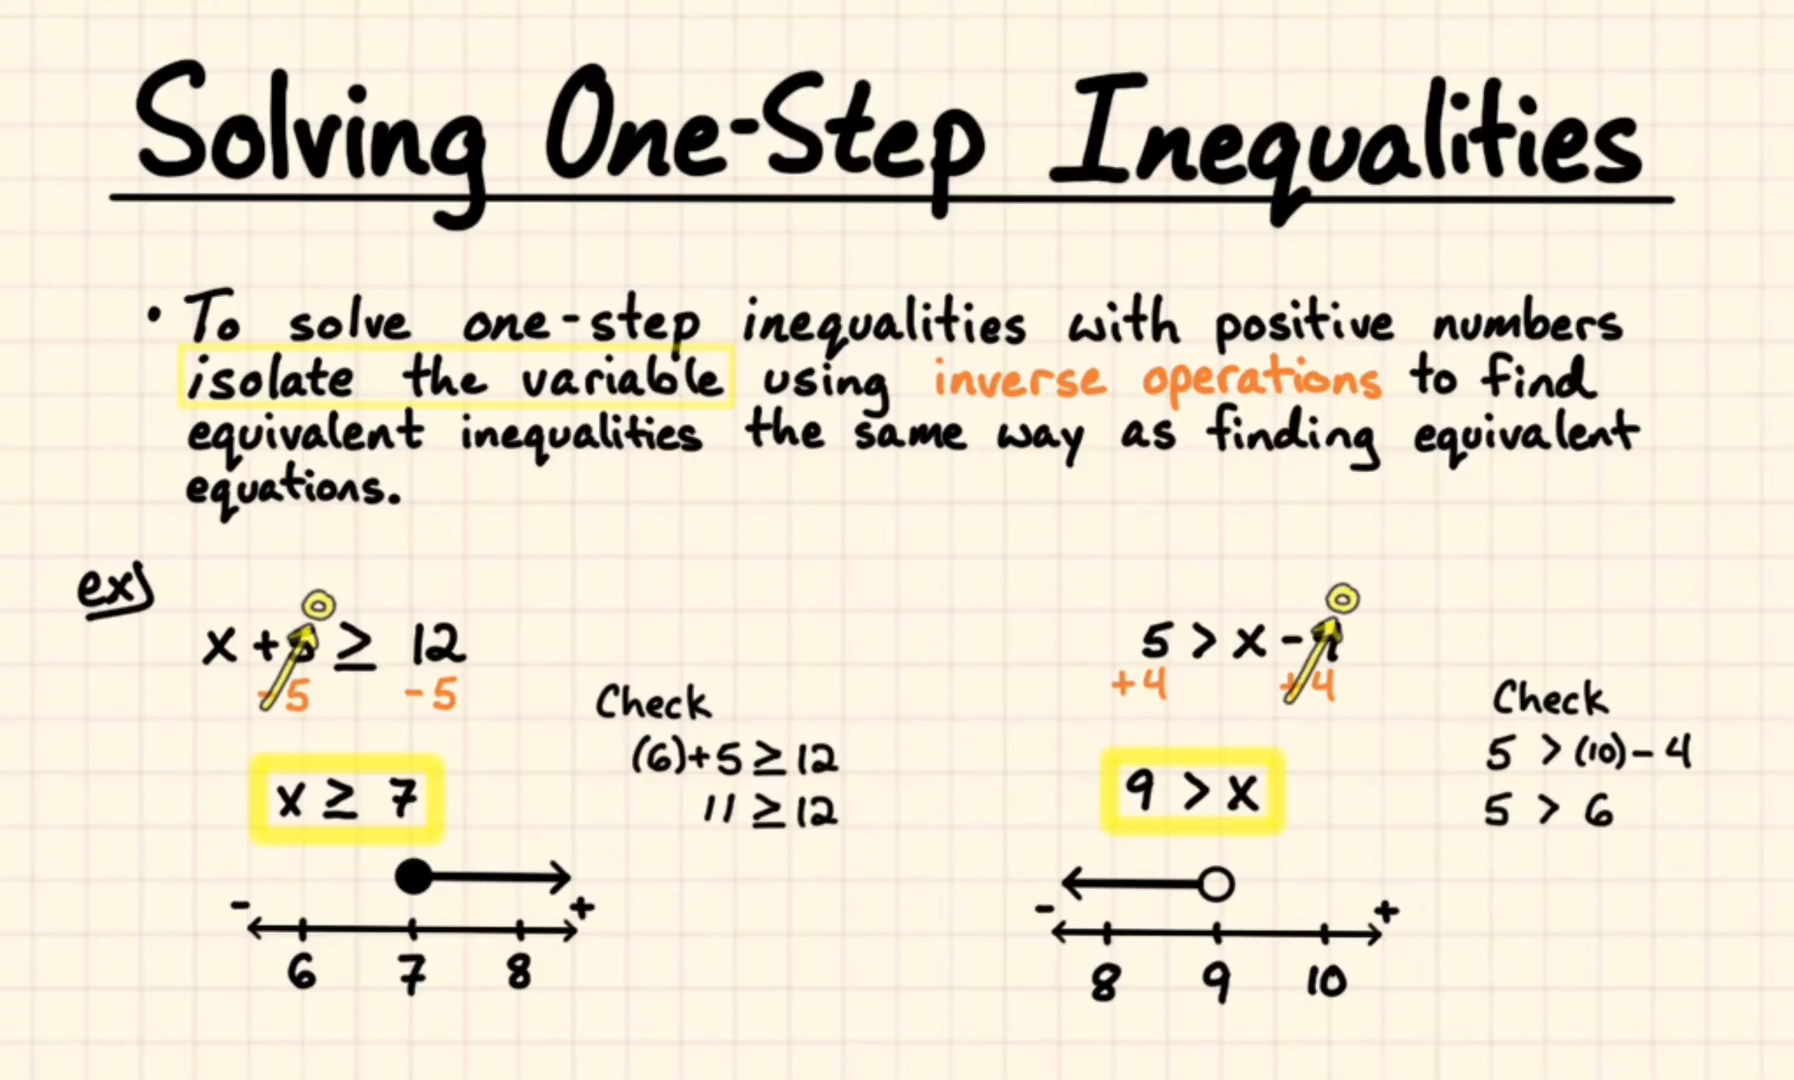 Solving One-Step Inequalities
• To solve one-step inequalities with positive numbers
isolate the variable using inverse operations to find
equivalent inequalities the same way as finding equivalent
equations.
ex)
0
x + 5 ≥ 12
-5 -5
x ≥ 7
- +
6 7 8
Check
(6)+5 ≥ 12
11 ≥ 12
0
5 > x - 4
+4 +4
9 > x
- +
8 9 10
Check
5 > (10) - 4
5 > 6